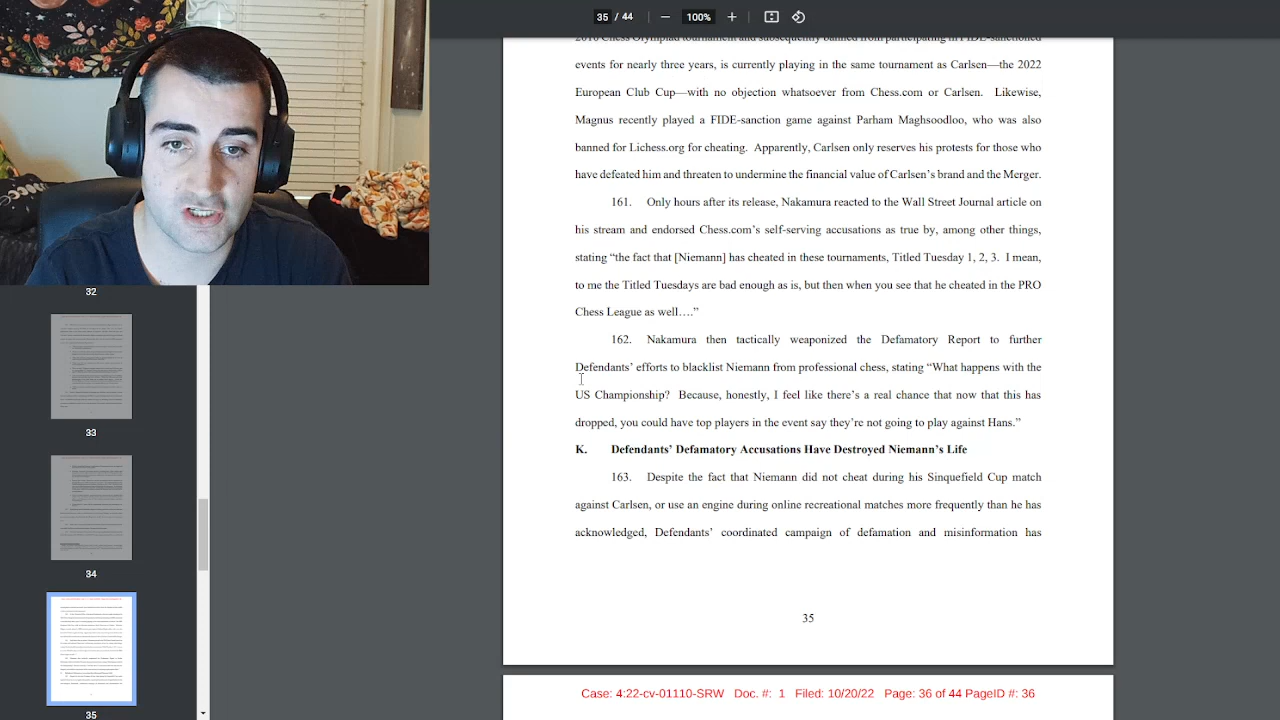 35 / 44
100%
2010 Chess Olympiad tournament and subsequently banned from participating in FIDE-sanctioned
events for nearly three years, is currently playing in the same tournament as Carlsen—the 2022
European Club Cup—with no objection whatsoever from Chess.com or Carlsen. Likewise,
Magnus recently played a FIDE-sanction game against Parham Maghsoodloo, who was also
banned for Lichess.org for cheating. Apparently, Carlsen only reserves his protests for those who
have defeated him and threaten to undermine the financial value of Carlsen’s brand and the Merger.
161. Only hours after its release, Nakamura reacted to the Wall Street Journal article on
his stream and endorsed Chess.com’s self-serving accusations as true by, among other things,
stating “the fact that [Niemann] has cheated in these tournaments, Titled Tuesday 1, 2, 3. I mean,
to me the Titled Tuesdays are bad enough as is, but then when you see that he cheated in the PRO
Chess League as well….”
162. Nakamura then tactically weaponized the Defamatory Report to further
Defendants’ efforts to blacklist Niemann from professional chess, stating “What happens with the
US Championship? Because, honestly, I feel like there’s a real chance that now that this has
dropped, you could have top players in the event say they’re not going to play against Hans.”
K. Defendants’ Defamatory Accusations Have Destroyed Niemann’s Life
163. Despite the fact that Niemann did not cheat during his Sinquefield Cup match
against Carlsen, or use an engine during online recreational matches more frequently than he has
acknowledged, Defendants’ coordinated campaign of defamation and misinformation has
35
Case: 4:22-cv-01110-SRW Doc. #: 1 Filed: 10/20/22 Page: 36 of 44 PageID #: 36
32
33
34
35